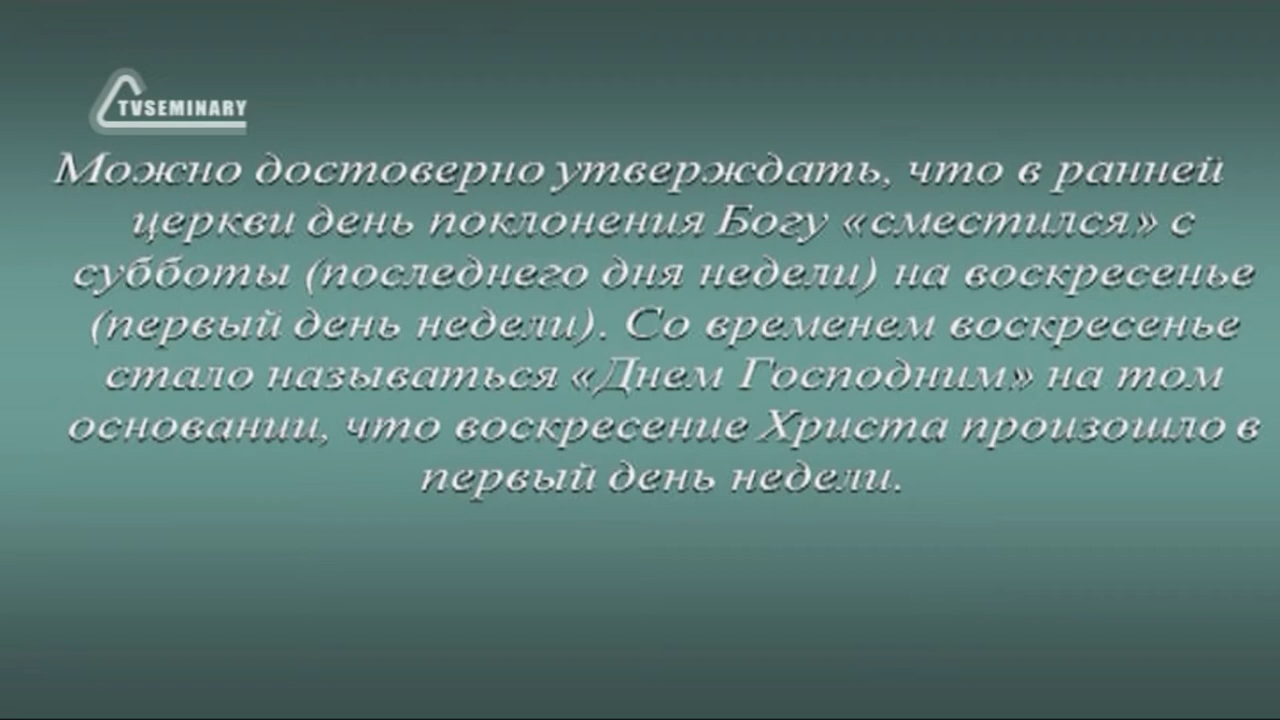 TVSEMINARY
Можно достоверно утверждать, что в ранней
церкви день поклонения Богу «сместился» с
субботы (последнего дня недели) на воскресенье
(первый день недели). Со временем воскресенье
стало называться «Днем Господним» на том
основании, что воскресение Христа произошло в
первый день недели.